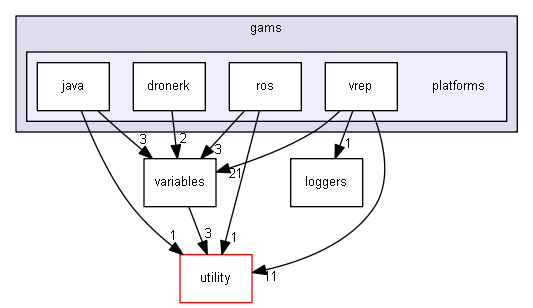 gams
java
dronerk
ros
vrep
platforms
3
2
3
1
21
variables
loggers
1
3
1
11
utility